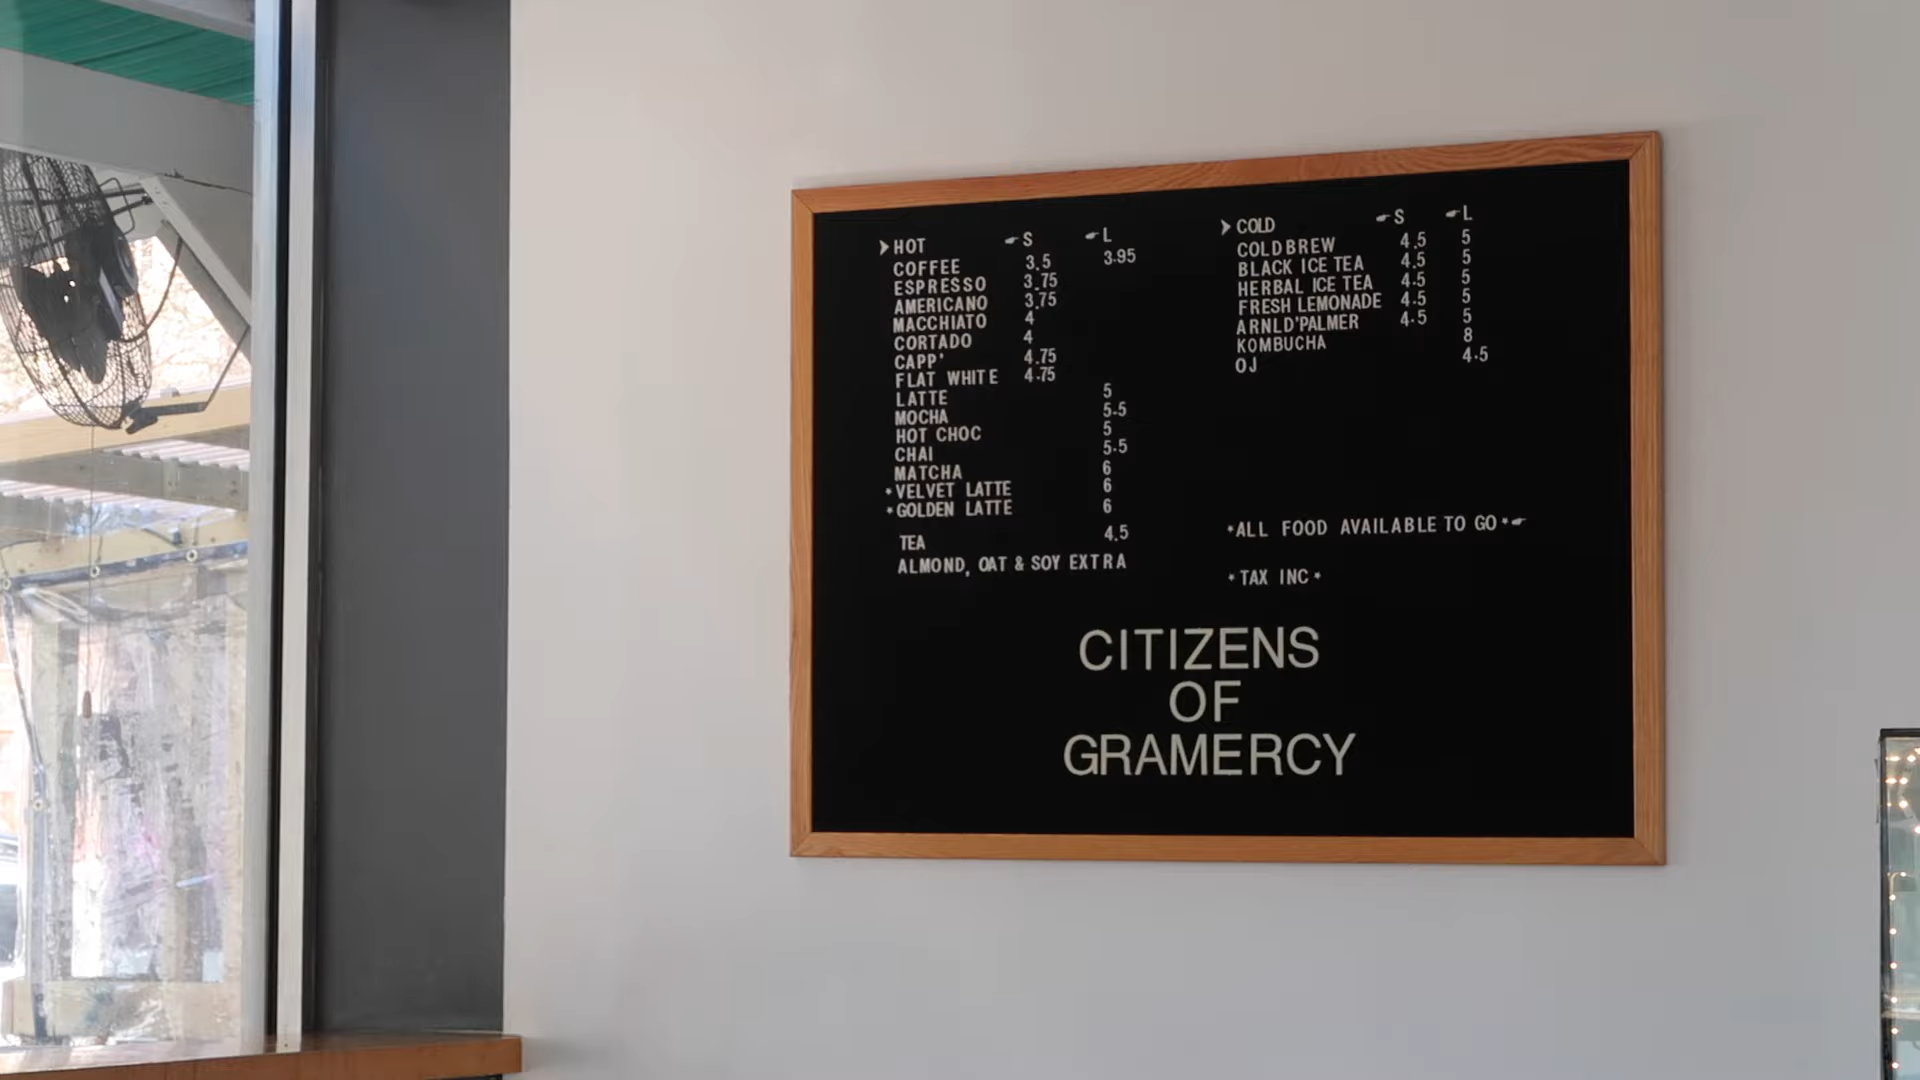 HOT S L
COFFEE 3.5 3.95
ESPRESSO 3.75
AMERICANO 3.75
MACCHIATO 4
CORTADO 4
CAPP' 4.75
FLAT WHITE 4.75
LATTE 5
MOCHA 5.5
HOT CHOC 5
CHAI 5.5
MATCHA 6
*VELVET LATTE 6
*GOLDEN LATTE 6
TEA 4.5
ALMOND, OAT & SOY EXTRA
COLD S L
COLD BREW 4.5 5
BLACK ICE TEA 4.5 5
HERBAL ICE TEA 4.5 5
FRESH LEMONADE 4.5 5
ARNLD'PALMER 4.5 5
KOMBUCHA 8
OJ 4.5
*ALL FOOD AVAILABLE TO GO*
*TAX INC*
CITIZENS
OF
GRAMERCY